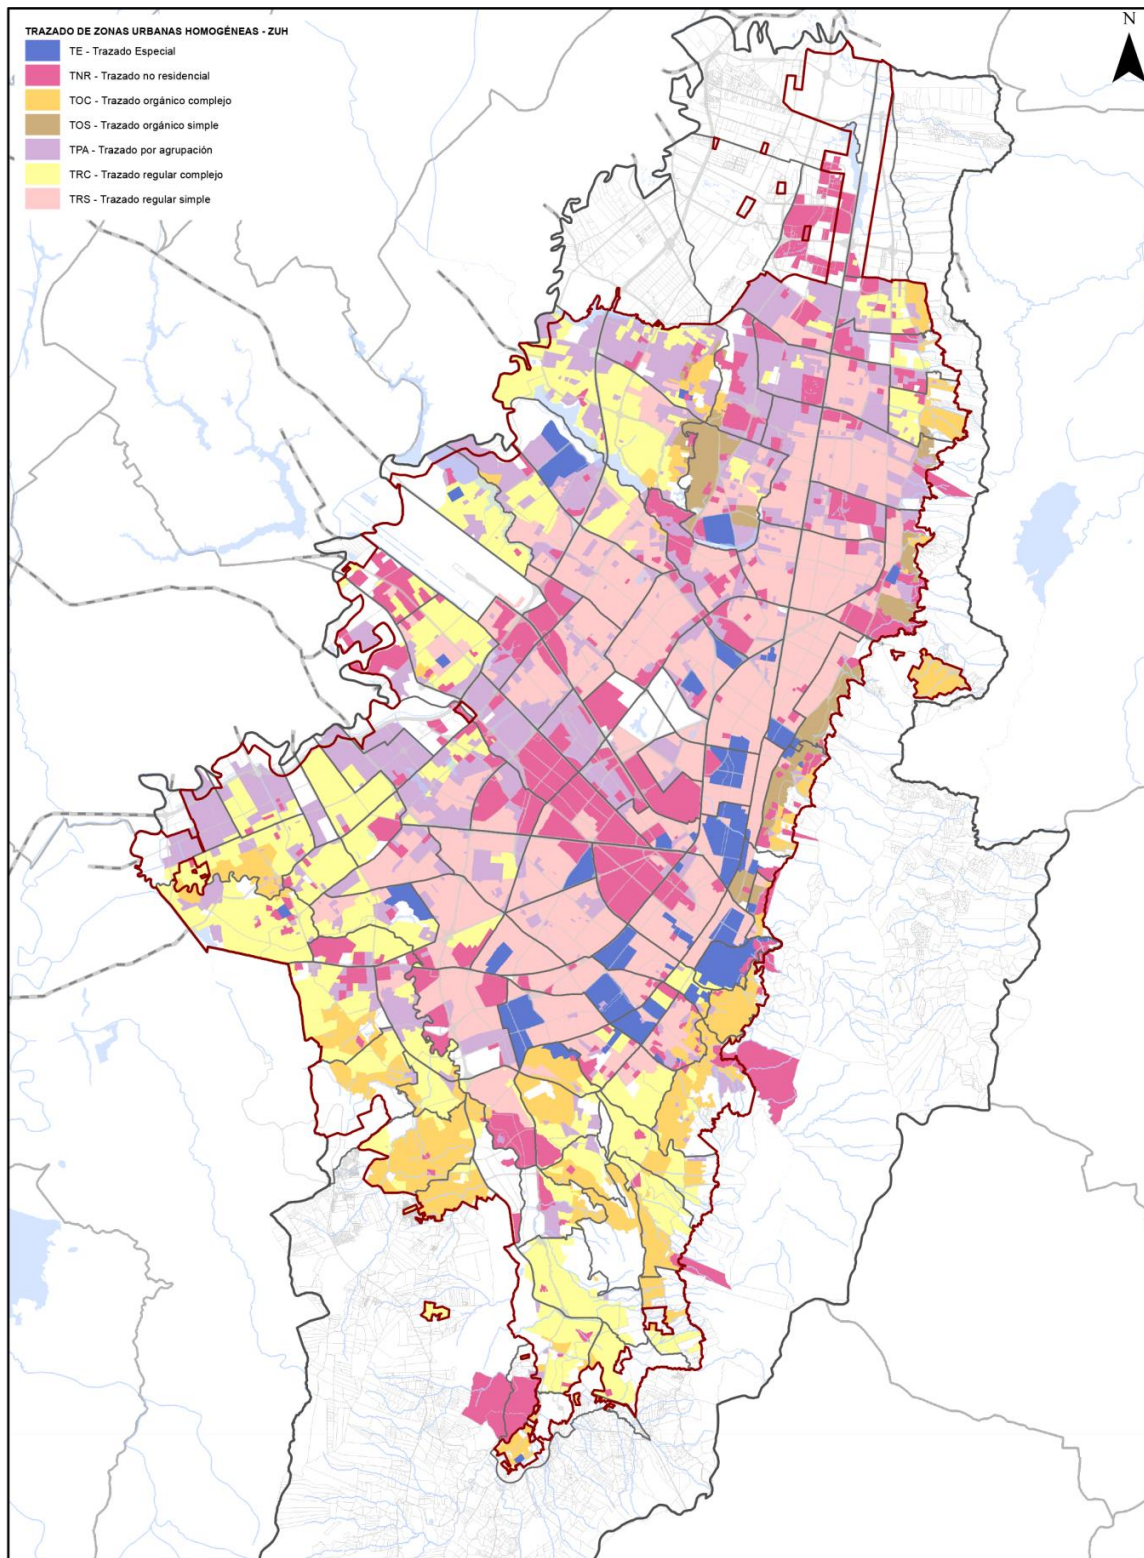 TRAZADO DE ZONAS URBANAS HOMOGÉNEAS - ZUH
TE - Trazado Especial
TNR - Trazado no residencial
TOC - Trazado orgánico complejo
TOS - Trazado orgánico simple
TPA - Trazado por agrupación
TRC - Trazado regular complejo
TRS - Trazado regular simple
N